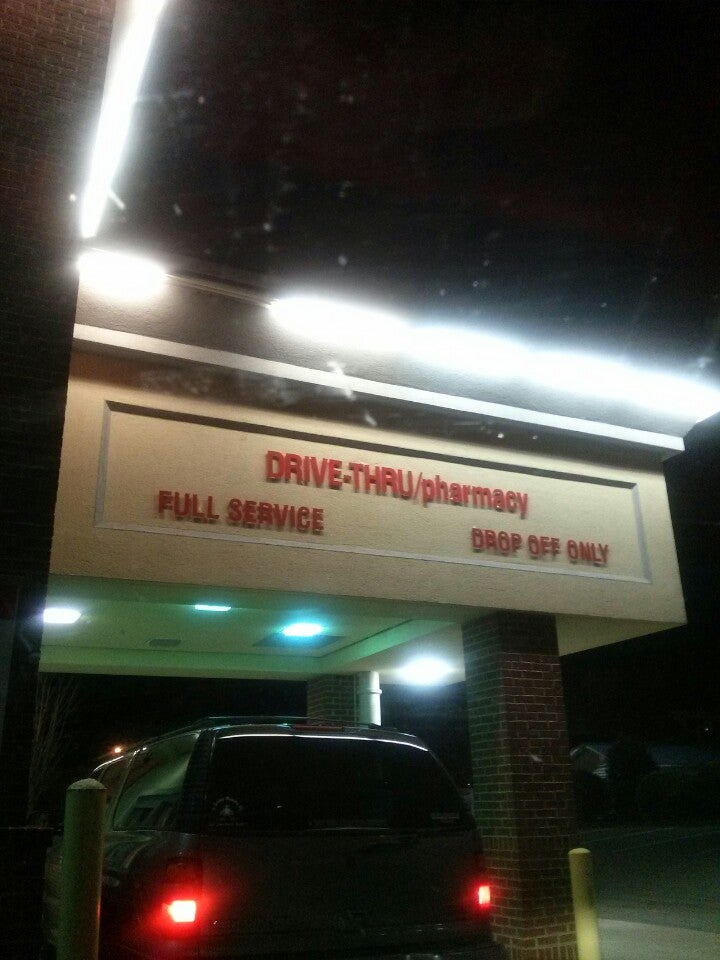 DRIVE-THRU/pharmacy
FULL SERVICE
DROP OFF ONLY